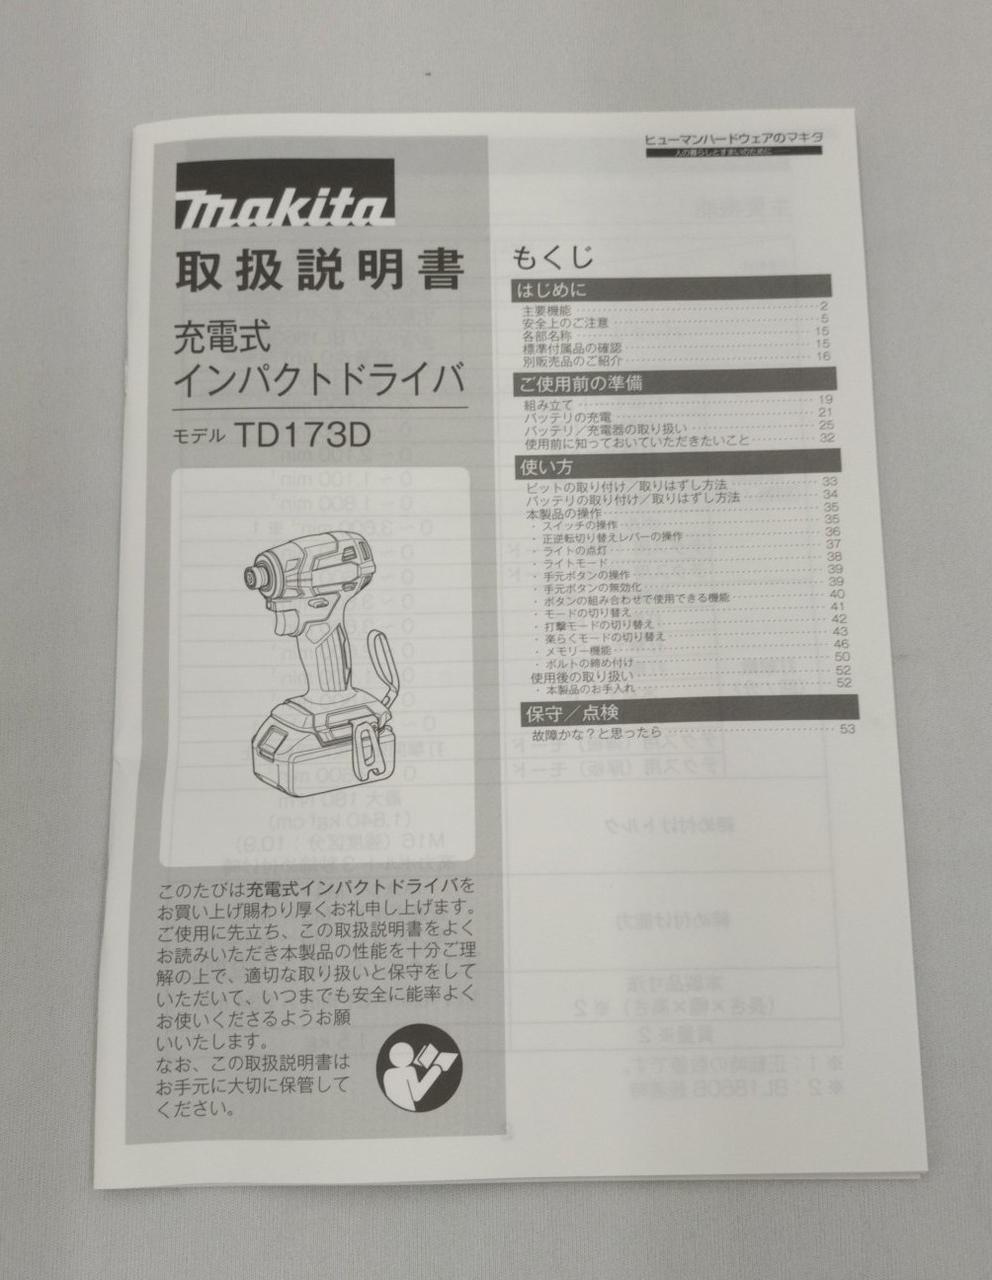 makita
取扱説明書
充電式
インパクトドライバ
モデル TD173D
このたびは充電式インパクトドライバを
お買い上げ賜わり厚くお礼申し上げます。
ご使用に先立ち、この取扱説明書をよく
お読みいただき本製品の性能を十分ご理
解の上で、適切な取り扱いと保守をして
いただいて、いつまでも安全に能率よく
お使いくださるようお願
いいたします。
なお、この取扱説明書は
お手元に大切に保管して
ください。
ヒューマンハードウェアのマキタ
人の暮らしとすまいのために
もくじ
はじめに
主要機能 2
安全上のご注意 5
各部名称 15
標準付属品の確認 15
別販売品のご紹介 16
ご使用前の準備
組み立て 19
バッテリの充電 21
バッテリ／充電器の取り扱い 25
使用前に知っておいていただきたいこと 32
使い方
ビットの取り付け／取りはずし方法 33
バッテリの取り付け／取りはずし方法 34
本製品の操作 35
・スイッチの操作 35
・正逆転切り替えレバーの操作 36
・ライトの点灯 37
・ライトモード 38
・手元ボタンの操作 39
・手元ボタンの無効化 39
・ボタンの組み合わせで使用できる機能 40
・モードの切り替え 41
・打撃モードの切り替え 42
・楽らくモードの切り替え 43
・メモリー機能 46
・ボルトの締め付け 50
使用後の取り扱い 52
・本製品のお手入れ 52
保守／点検
故障かな？と思ったら 53